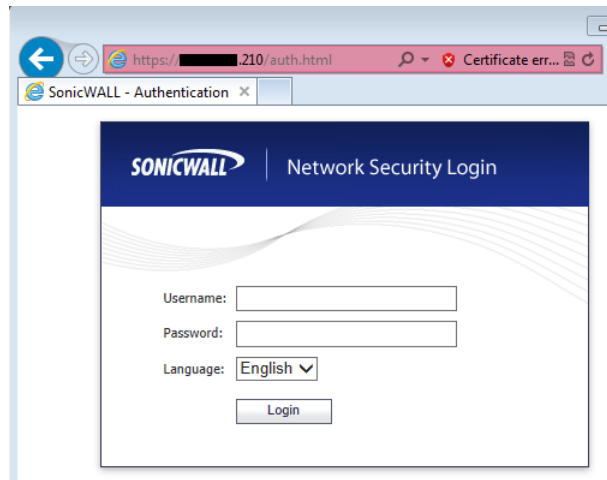 https:// .210/auth.html Certificate err...
SonicWALL - Authentication
SONICWALL Network Security Login
Username:
Password:
Language: English
Login